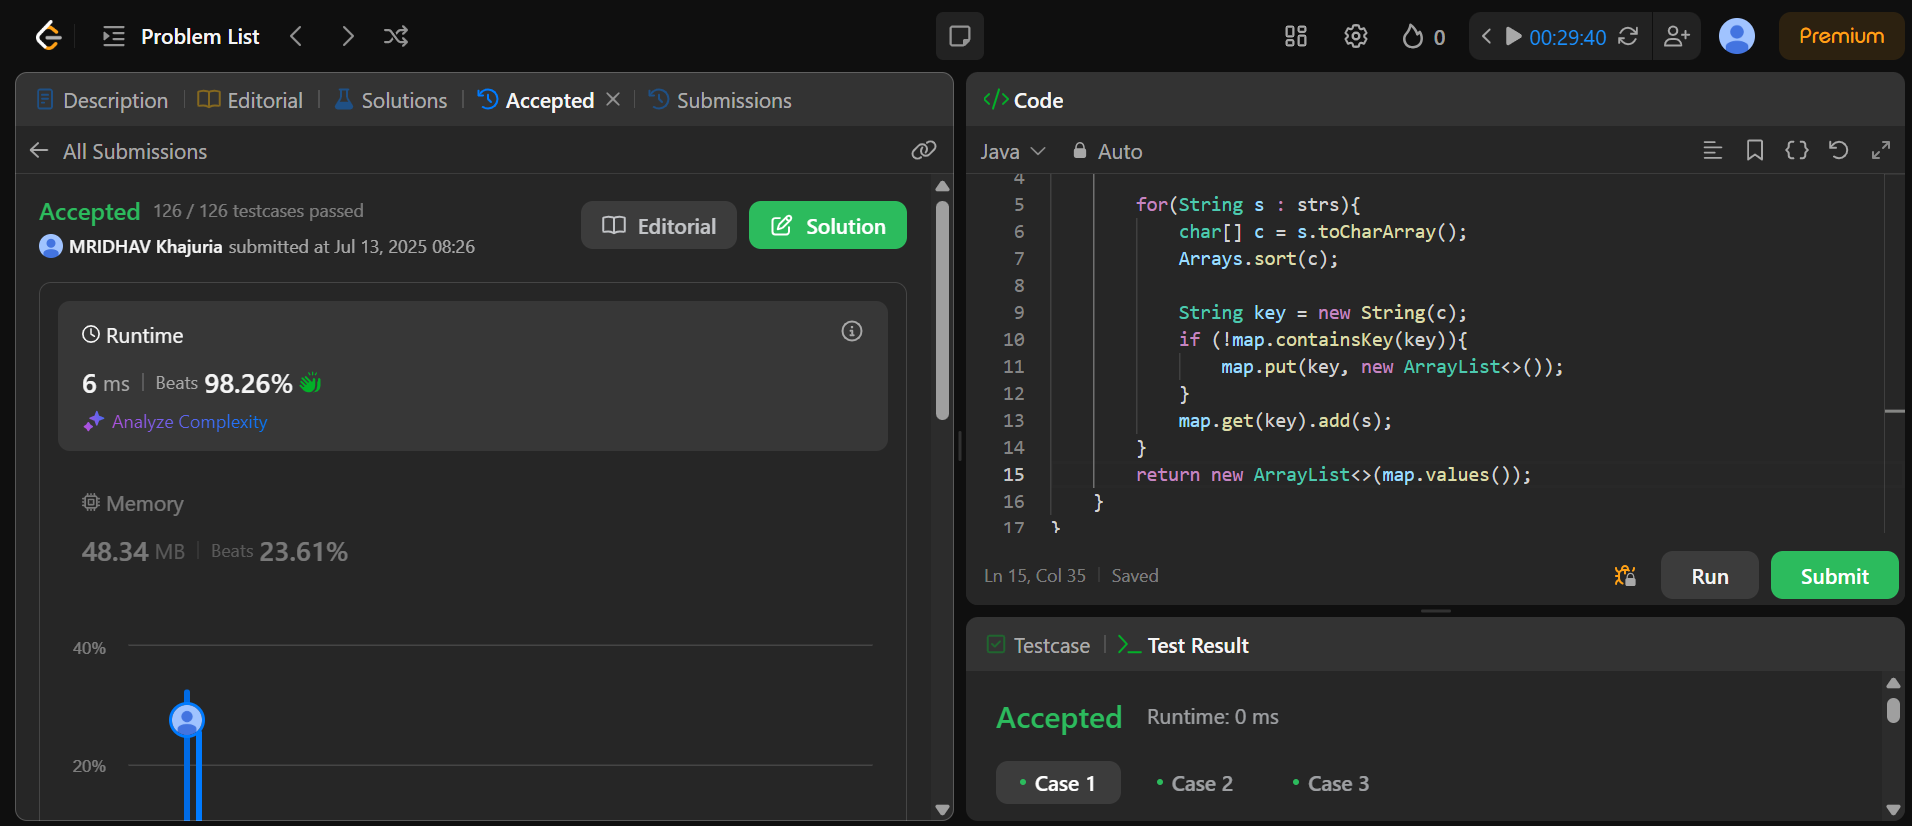 Problem List
0
00:29:40
Premium
Description
Editorial
Solutions
Accepted
Submissions
All Submissions
Accepted 126 / 126 testcases passed
MRIDHAV Khajuria submitted at Jul 13, 2025 08:26
Editorial
Solution
Runtime
6 ms Beats 98.26%
Analyze Complexity
Memory
48.34 MB Beats 23.61%
40%
20%
</> Code
Java
Auto
4
5 for(String s : strs){
6 char[] c = s.toCharArray();
7 Arrays.sort(c);
8
9 String key = new String(c);
10 if (!map.containsKey(key)){
11 map.put(key, new ArrayList<>());
12 }
13 map.get(key).add(s);
14 }
15 return new ArrayList<>(map.values());
16 }
17 }
Ln 15, Col 35 Saved
Run
Submit
Testcase
Test Result
Accepted Runtime: 0 ms
Case 1
Case 2
Case 3